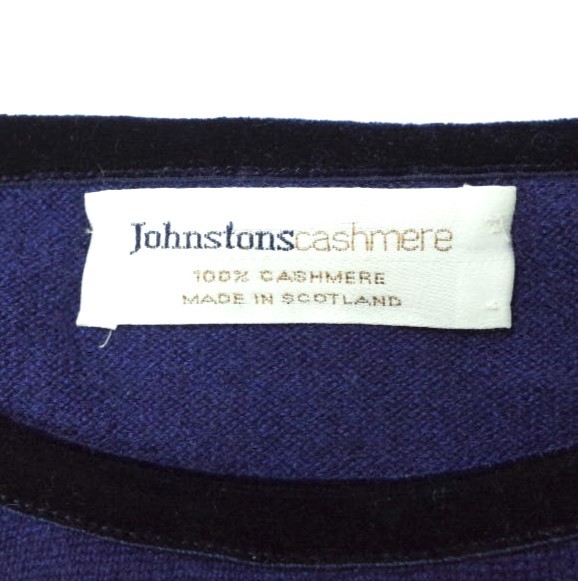 Johnstonscashmere
100% CASHMERE
MADE IN SCOTLAND